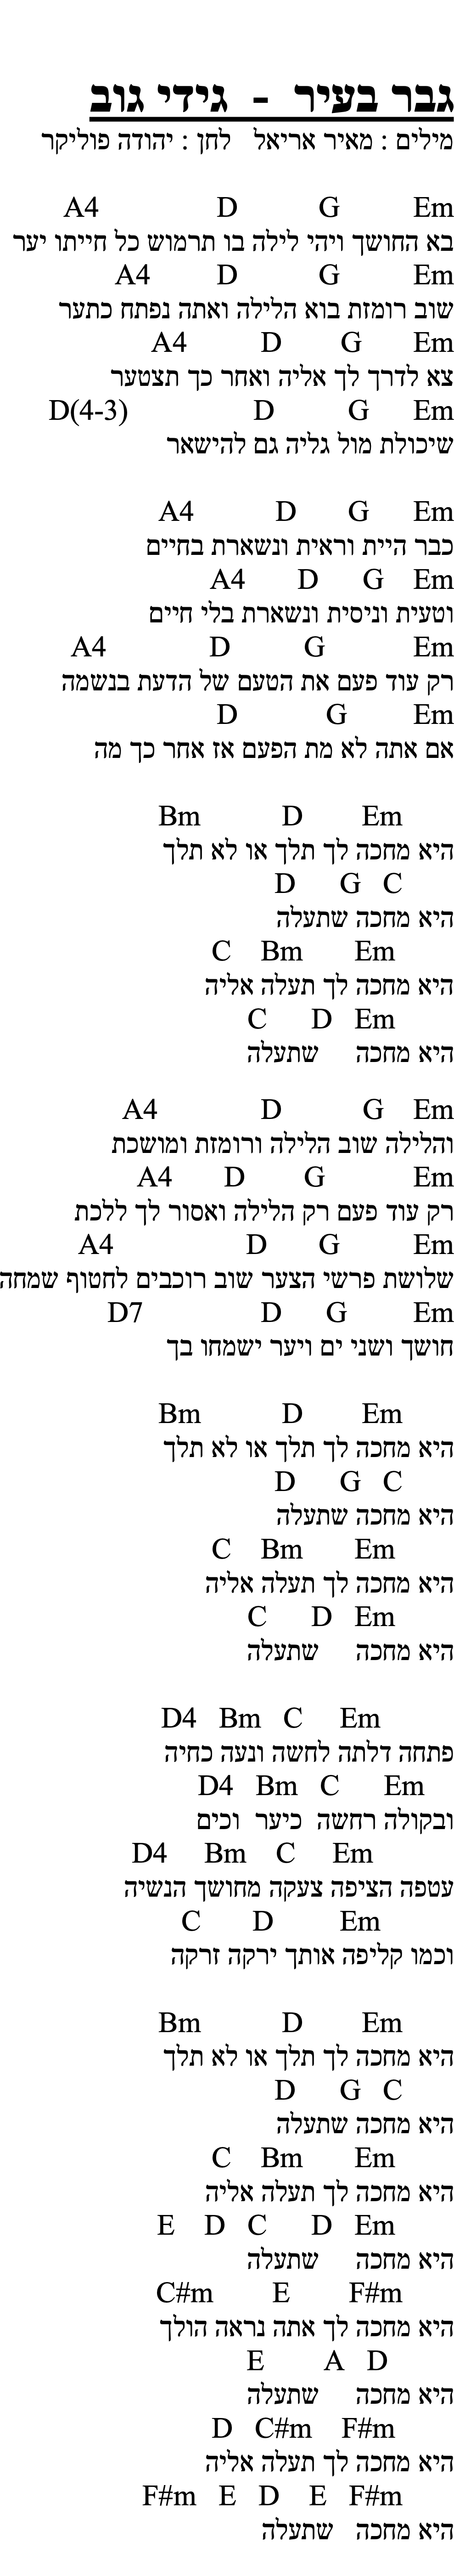 גבר בעיר - גידי גוב
מילים : מאיר אריאל   לחן : יהודה פוליקר
Em G D A4
בא החושך ויהי לילה בו תרמוש כל חייתו יער
Em G D A4
שוב רומזת בוא הלילה ואתה נפתח כתער
Em G D A4
צא לדרך לך אליה ואחר כך תצטער
Em G D D(4-3)
שיכולת מול גליה גם להישאר
Em G D A4
כבר היית וראית ונשארת בחיים
Em G D A4
וטעית וניסית ונשארת בלי חיים
Em G D A4
רק עוד פעם את הטעם של הדעת בנשמה
Em G D
אם אתה לא מת הפעם אז אחר כך מה
Em D Bm
היא מחכה לך תלך או לא תלך
C G D
היא מחכה שתעלה
Em Bm C
היא מחכה לך תעלה אליה
Em D C
היא מחכה שתעלה
Em G D A4
והלילה שוב הלילה ורומזת ומושכת
Em G D A4
רק עוד פעם רק הלילה ואסור לך ללכת
Em G D A4
שלושת פרשי הצער שוב רוכבים לחטוף שמחה
Em G D D7
חושך ושני ים ויער ישמחו בך
Em D Bm
היא מחכה לך תלך או לא תלך
C G D
היא מחכה שתעלה
Em Bm C
היא מחכה לך תעלה אליה
Em D C
היא מחכה שתעלה
Em C Bm D4
פתחה דלתה לחשה ונעה כחיה
Em C Bm D4
ובקולה רחשה כיער וכים
Em C Bm D4
עטפה הציפה צעקה מחושך הנשיה
Em D C
וכמו קליפה אותך ירקה זרקה
Em D Bm
היא מחכה לך תלך או לא תלך
C G D
היא מחכה שתעלה
Em Bm C
היא מחכה לך תעלה אליה
Em D C D E
היא מחכה שתעלה
F#m E C#m
היא מחכה לך אתה נראה הולך
D A E
היא מחכה שתעלה
F#m C#m D
היא מחכה לך תעלה אליה
F#m E D E F#m
היא מחכה שתעלה